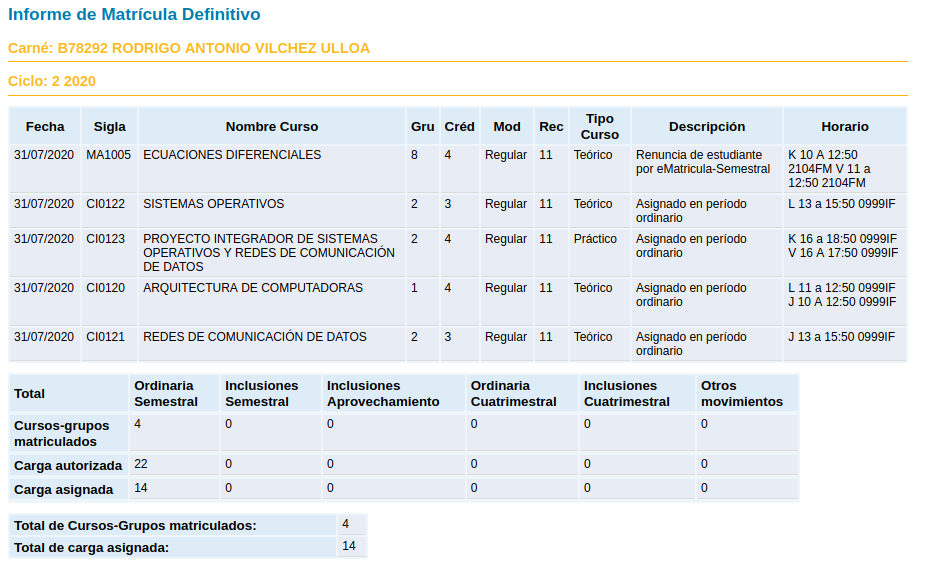 Informe de Matrícula Definitivo
Carné: B78292 RODRIGO ANTONIO VILCHEZ ULLOA
Ciclo: 2 2020
Fecha Sigla Nombre Curso Gru Créd Mod Rec Tipo Curso Descripción Horario
31/07/2020 MA1005 ECUACIONES DIFERENCIALES 8 4 Regular 11 Teórico Renuncia de estudiante K 10 A 12:50
por eMatricula-Semestral 2104FM V 11 a
12:50 2104FM
31/07/2020 CI0122 SISTEMAS OPERATIVOS 2 3 Regular 11 Teórico Asignado en período L 13 a 15:50 0999IF
ordinario
31/07/2020 CI0123 PROYECTO INTEGRADOR DE SISTEMAS 2 4 Regular 11 Práctico Asignado en período K 16 a 18:50 0999IF
OPERATIVOS Y REDES DE COMUNICACIÓN ordinario V 16 A 17:50 0999IF
DE DATOS
31/07/2020 CI0120 ARQUITECTURA DE COMPUTADORAS 1 4 Regular 11 Teórico Asignado en período L 11 a 12:50 0999IF
ordinario J 10 A 12:50 0999IF
31/07/2020 CI0121 REDES DE COMUNICACIÓN DE DATOS 2 3 Regular 11 Teórico Asignado en período J 13 a 15:50 0999IF
ordinario
Total Ordinaria Inclusiones Inclusiones Ordinaria Inclusiones Otros
Semestral Semestral Aprovechamiento Cuatrimestral Cuatrimestral movimientos
Cursos-grupos 4 0 0 0 0 0
matriculados
Carga autorizada 22 0 0 0 0 0
Carga asignada 14 0 0 0 0 0
Total de Cursos-Grupos matriculados: 4
Total de carga asignada: 14